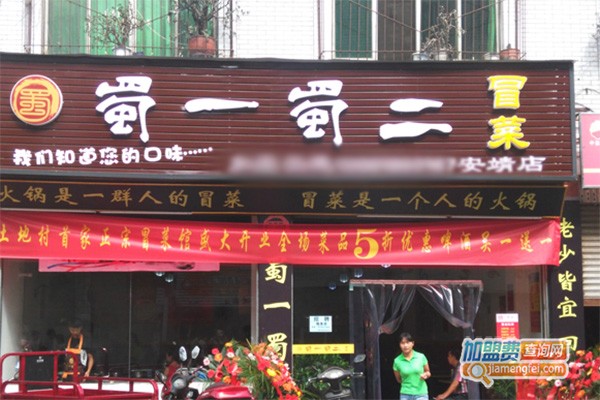 蜀
蜀一蜀二
冒菜
我们知道您的口味……
安靖店
火锅是一群人的冒菜 冒菜是一个人的火锅
土地村首家正宗冒菜馆盛大开业全场菜品5折优惠啤酒买一送一
老少皆宜
蜀一蜀
加盟费查询网
jiamengfei.com